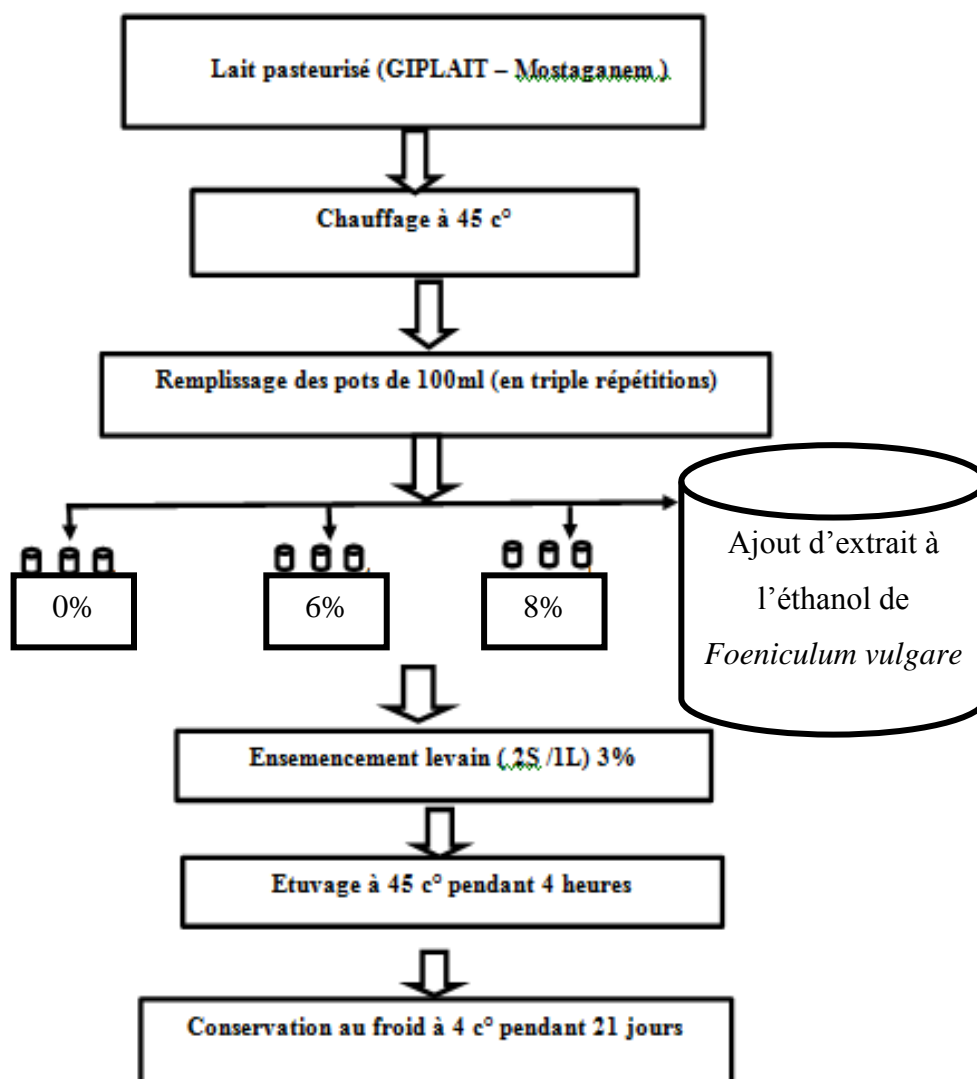 Lait pasteurisé (GIPLAIT – Mostaganem )
Chauffage à 45 c°
Remplissage des pots de 100ml (en triple répétitions)
0%
6%
8%
Ajout d’extrait à
l’éthanol de
Foeniculum vulgare
Ensemencement levain ( 2S /1L) 3%
Etuvage à 45 c° pendant 4 heures
Conservation au froid à 4 c° pendant 21 jours